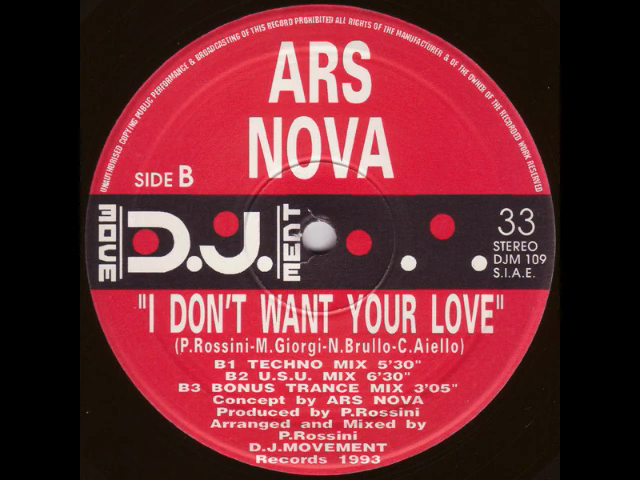 UNAUTHORISED COPYING PUBLIC PERFORMANCE & BROADCASTING OF THIS RECORD PROHIBITED ALL RIGHTS OF THE MANUFACTURER & OF THE OWNER OF THE RECORDED WORK RESERVED
ARS
NOVA
SIDE B
MOVE D.J. MENT
33
STEREO
DJM 109
S.I.A.E.
"I DON'T WANT YOUR LOVE"
(P.Rossini-M.Giorgi-N.Brullo-C.Aiello)
B1 TECHNO MIX 5'30"
B2 U.S.U. MIX 6'30"
B3 BONUS TRANCE MIX 3'05"
Concept by ARS NOVA
Produced by P.Rossini
Arranged and Mixed by
P.Rossini
D.J.MOVEMENT
Records 1993